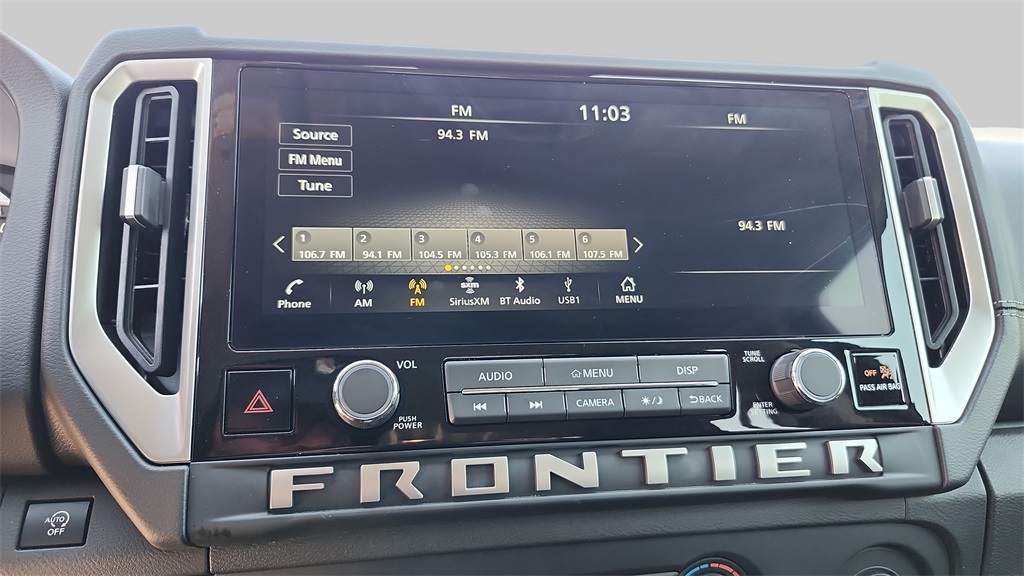 FM 11:03 FM
94.3 FM
Source
FM Menu
Tune
94.3 FM
1 2 3 4 5 6
106.7 FM 94.1 FM 104.5 FM 105.3 FM 106.1 FM 107.5 FM
Phone AM FM sxm SiriusXM BT Audio USB1 MENU
VOL
PUSH
POWER
AUDIO MENU DISP
CAMERA BACK
TUNE
SCROLL
ENTER
SETTING
OFF
PASS AIR BAG
FRONTIER
AUTO
OFF